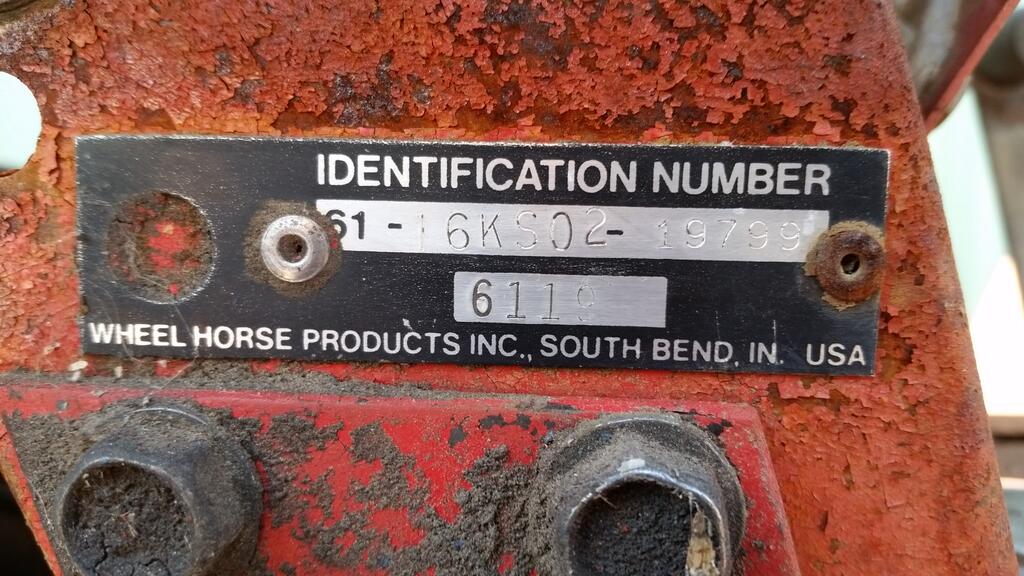 IDENTIFICATION NUMBER
61 - 16KS02 - 19799
6119
WHEEL HORSE PRODUCTS INC., SOUTH BEND, IN. USA